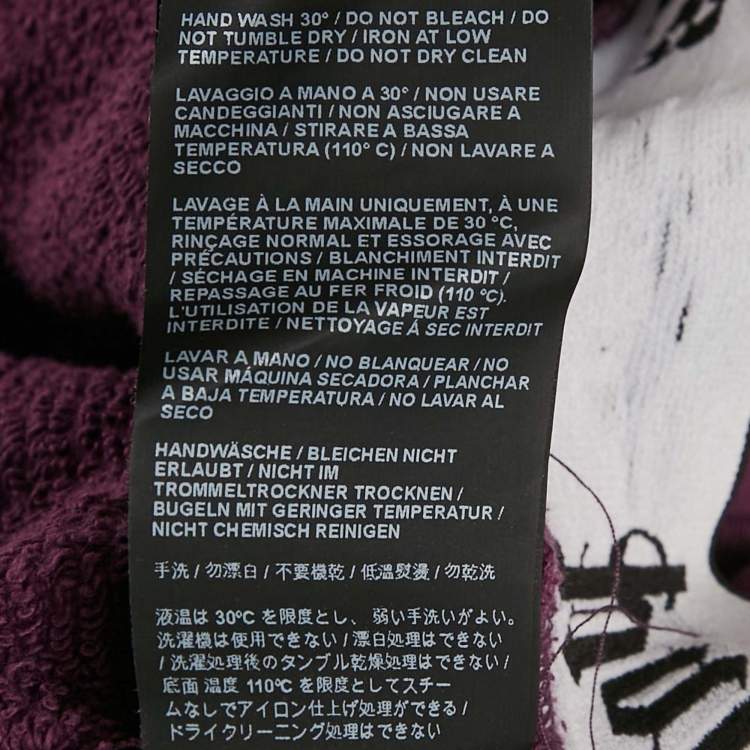 HAND WASH 30° / DO NOT BLEACH / DO
NOT TUMBLE DRY / IRON AT LOW
TEMPERATURE / DO NOT DRY CLEAN
LAVAGGIO A MANO A 30° / NON USARE
CANDEGGIANTI / NON ASCIUGARE A
MACCHINA / STIRARE A BASSA
TEMPERATURA (110° C) / NON LAVARE A
SECCO
LAVAGE À LA MAIN UNIQUEMENT, À UNE
TEMPÉRATURE MAXIMALE DE 30 °C,
RINÇAGE NORMAL ET ESSORAGE AVEC
PRÉCAUTIONS / BLANCHIMENT INTERDIT
/ SÉCHAGE EN MACHINE INTERDIT /
REPASSAGE AU FER FROID (110 °C).
L'UTILISATION DE LA VAPEUR EST
INTERDITE / NETTOYAGE Á SEC INTERDIT
LAVAR A MANO / NO BLANQUEAR / NO
USAR MÁQUINA SECADORA / PLANCHAR
A BAJA TEMPERATURA / NO LAVAR AL
SECO
HANDWÄSCHE / BLEICHEN NICHT
ERLAUBT / NICHT IM
TROMMELTROCKNER TROCKNEN /
BUGELN MIT GERINGER TEMPERATUR /
NICHT CHEMISCH REINIGEN
手洗 / 勿漂白 / 不要機乾 / 低溫熨燙 / 勿乾洗
液温は 30ºC を限度とし、弱い手洗いがよい。
洗濯機は使用できない / 漂白処理はできない
/ 洗濯処理後のタンブル乾燥処理はできない /
底面 温度 110ºC を限度としてスチー
ムなしでアイロン仕上げ処理ができる /
ドライクリーニング処理はできない